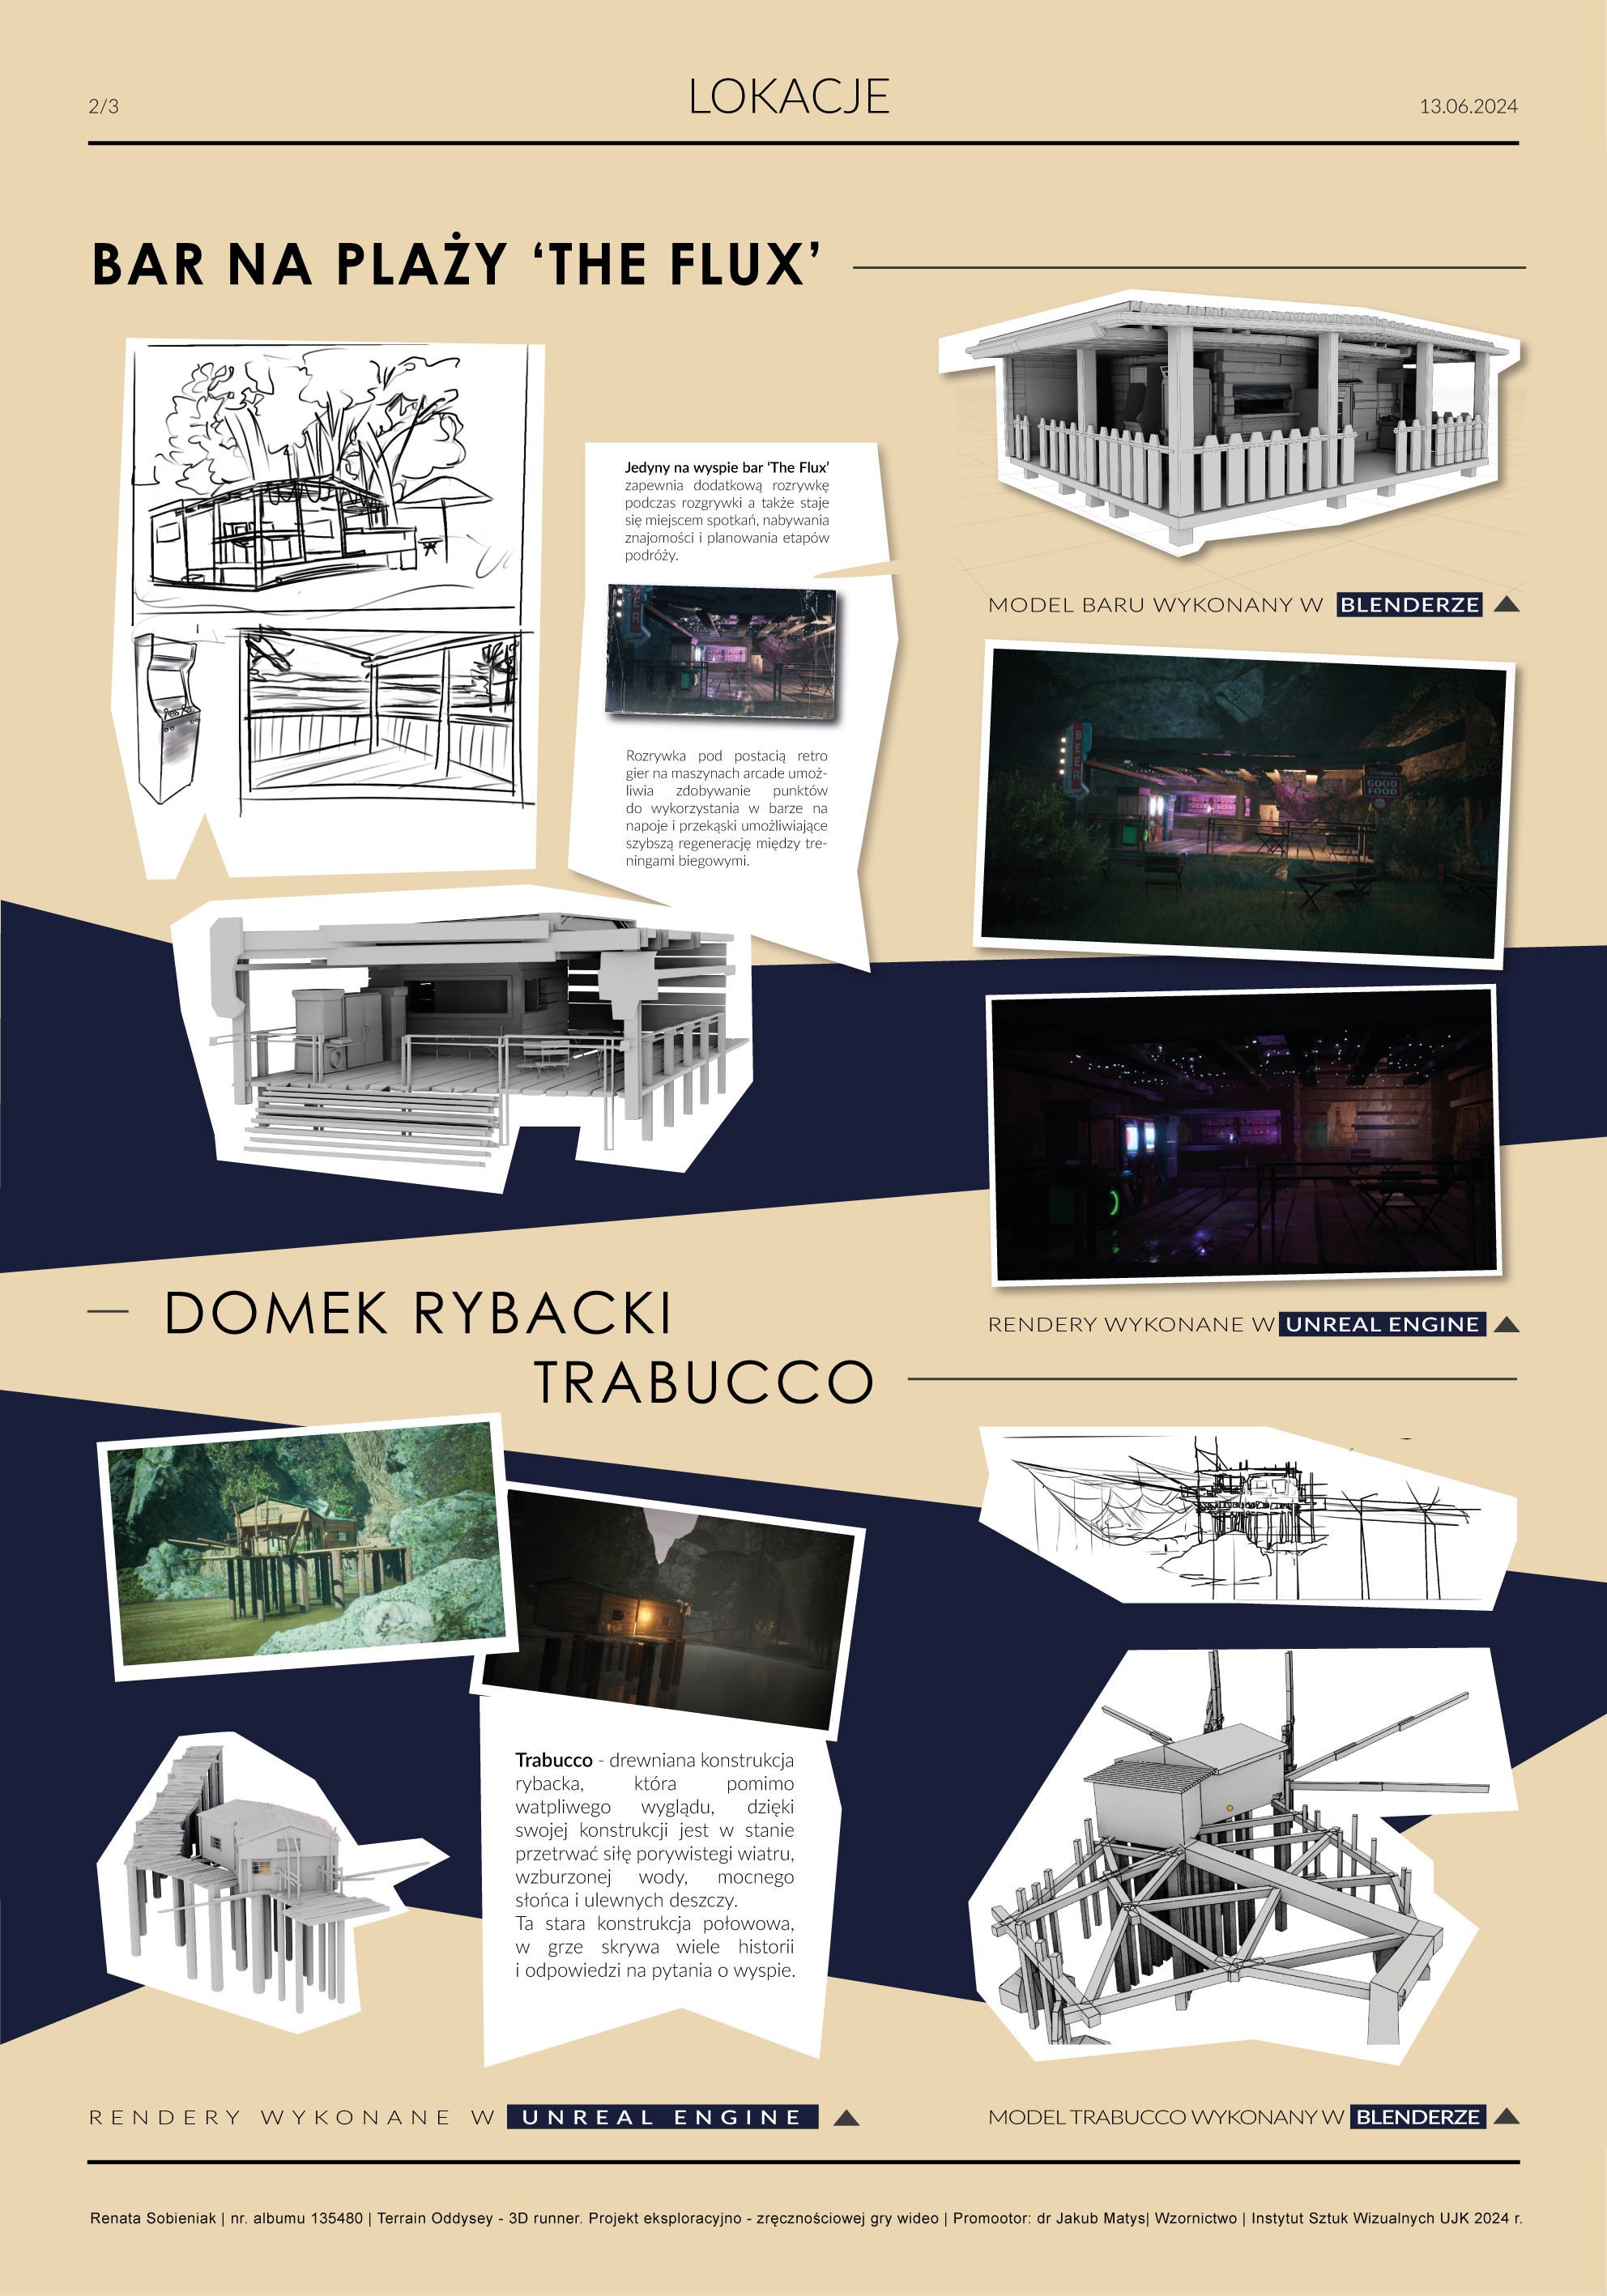 2/3
LOKACJE
13.06.2024
BAR NA PLAŻY ‘THE FLUX’
Jedyny na wyspie bar ‘The Flux’
zapewnia dodatkową rozrywkę
podczas rozgrywki a także staje
się miejscem spotkań, nabywania
znajomości i planowania etapów
podróży.
Rozrywka pod postacią retro
gier na maszynach arcade umoż-
liwia zdobywanie punktów
do wykorzystania w barze na
napoje i przekąski umożliwiające
szybszą regenerację między tre-
ningami biegowymi.
MODEL BARU WYKONANY W BLENDERZE
BEER
GOOD
FOOD
RENDERY WYKONANE W UNREAL ENGINE
DOMEK RYBACKI
TRABUCCO
Trabucco - drewniana konstrukcja
rybacka, która pomimo
watpliwego wyglądu, dzięki
swojej konstrukcji jest w stanie
przetrwać siłę porywistegi wiatru,
wzburzonej wody, mocnego
słońca i ulewnych deszczy.
Ta stara konstrukcja połowowa,
w grze skrywa wiele historii
i odpowiedzi na pytania o wyspie.
RENDERY WYKONANE W UNREAL ENGINE
MODEL TRABUCCO WYKONANY W BLENDERZE
Renata Sobieniak | nr. albumu 135480 | Terrain Oddysey - 3D runner. Projekt eksploracyjno - zręcznościowej gry wideo | Promootor: dr Jakub Matys| Wzornictwo | Instytut Sztuk Wizualnych UJK 2024 r.